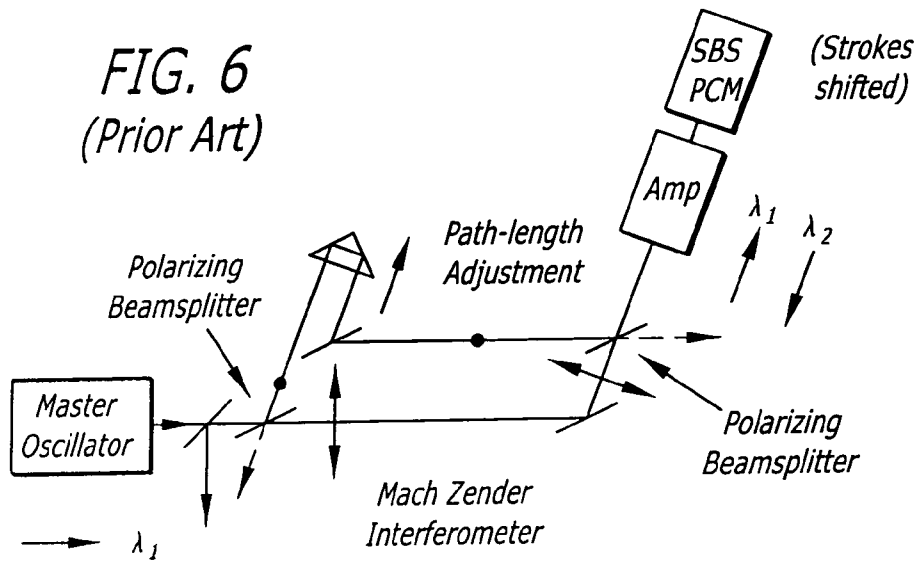 FIG. 6
(Prior Art)
SBS
PCM
(Strokes
shifted)
Amp
λ1
λ2
Path-length
Adjustment
Polarizing
Beamsplitter
Master
Oscillator
Polarizing
Beamsplitter
Mach Zender
Interferometer
λ1